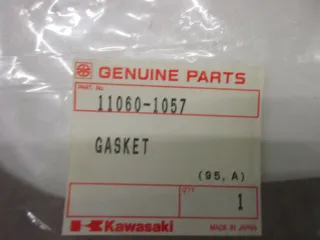 GENUINE PARTS
PART NO.
11060-1057
GASKET
(95, A)
QTY
1
Kawasaki
MADE IN JAPAN